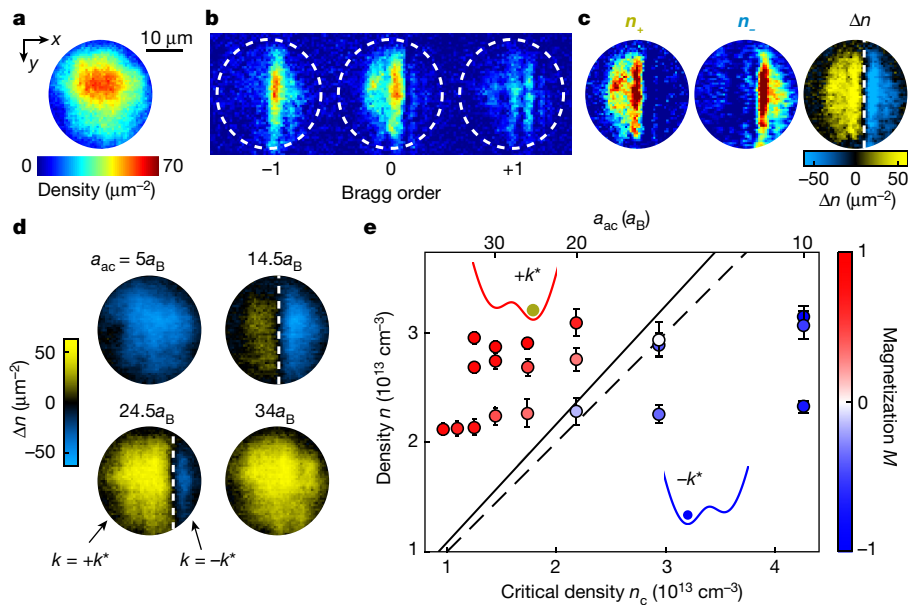 a
x
y
10 μm
0
70
Density (μm⁻²)
b
−1
0
+1
Bragg order
c
n₊
n₋
Δn
−50
0
50
Δn (μm⁻²)
d
a_ac = 5a_B
14.5a_B
24.5a_B
34a_B
50
0
−50
Δn (μm⁻²)
k = +k*
k = −k*
e
a_ac (a_B)
30
20
10
+k*
−k*
3
2
1
Density n (10¹³ cm⁻³)
1
2
3
4
Critical density n_c (10¹³ cm⁻³)
1
0
−1
Magnetization M